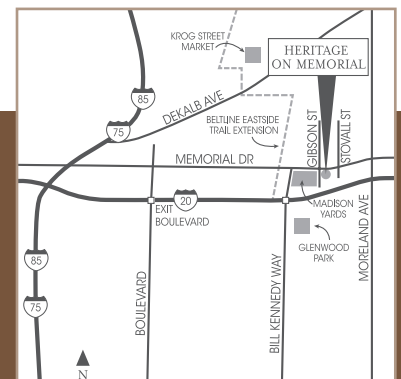 KROG STREET
MARKET
HERITAGE
ON MEMORIAL
85
DEKALB AVE
75
BELTLINE EASTSIDE
TRAIL EXTENSION
GIBSON ST
STOVALL ST
MEMORIAL DR
MADISON
YARDS
20
EXIT
BOULEVARD
GLENWOOD
PARK
MORELAND AVE
85
75
BOULEVARD
BILL KENNEDY WAY
N